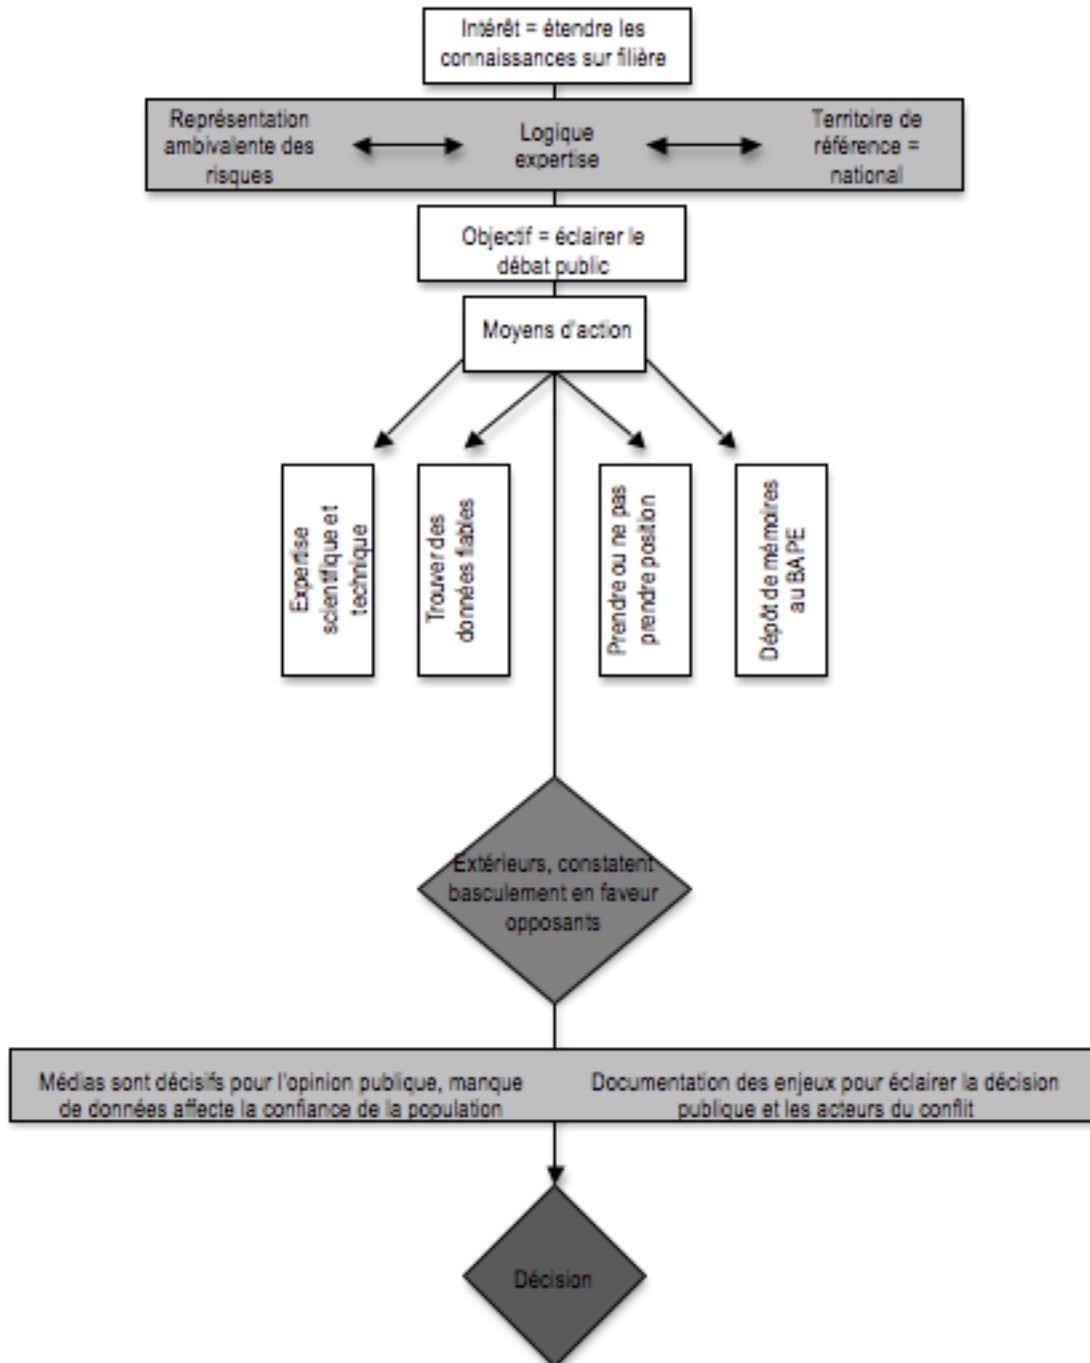 Intérêt = étendre les
connaissances sur filière
Représentation
ambivalente des
risques
Logique
expertise
Territoire de
référence =
national
Objectif = éclairer le
débat public
Moyens d'action
Expertise
scientifique et
technique
Trouver des
données fiables
Prendre ou ne pas
prendre position
Dépôt de mémoires
au BAPE
Extérieurs, constatent
basculement en faveur
opposants
Médias sont décisifs pour l'opinion publique, manque
de données affecte la confiance de la population
Documentation des enjeux pour éclairer la décision
publique et les acteurs du conflit
Décision